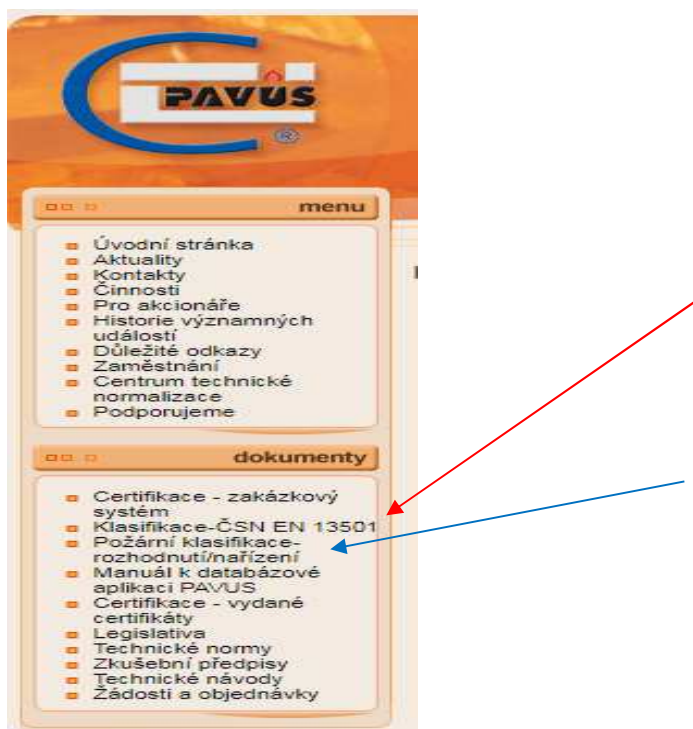 PAVÚS
®
menu
Úvodní stránka
Aktuality
Kontakty
Činnosti
Pro akcionáře
Historie významných
událostí
Důležité odkazy
Zaměstnání
Centrum technické
normalizace
Podporujeme
dokumenty
Certifikace - zakázkový
systém
Klasifikace-ČSN EN 13501
Požární klasifikace-
rozhodnutí/nařízení
Manuál k databázové
aplikaci PAVUS
Certifikace - vydané
certifikáty
Legislativa
Technické normy
Zkušební předpisy
Technické návody
Žádosti a objednávky